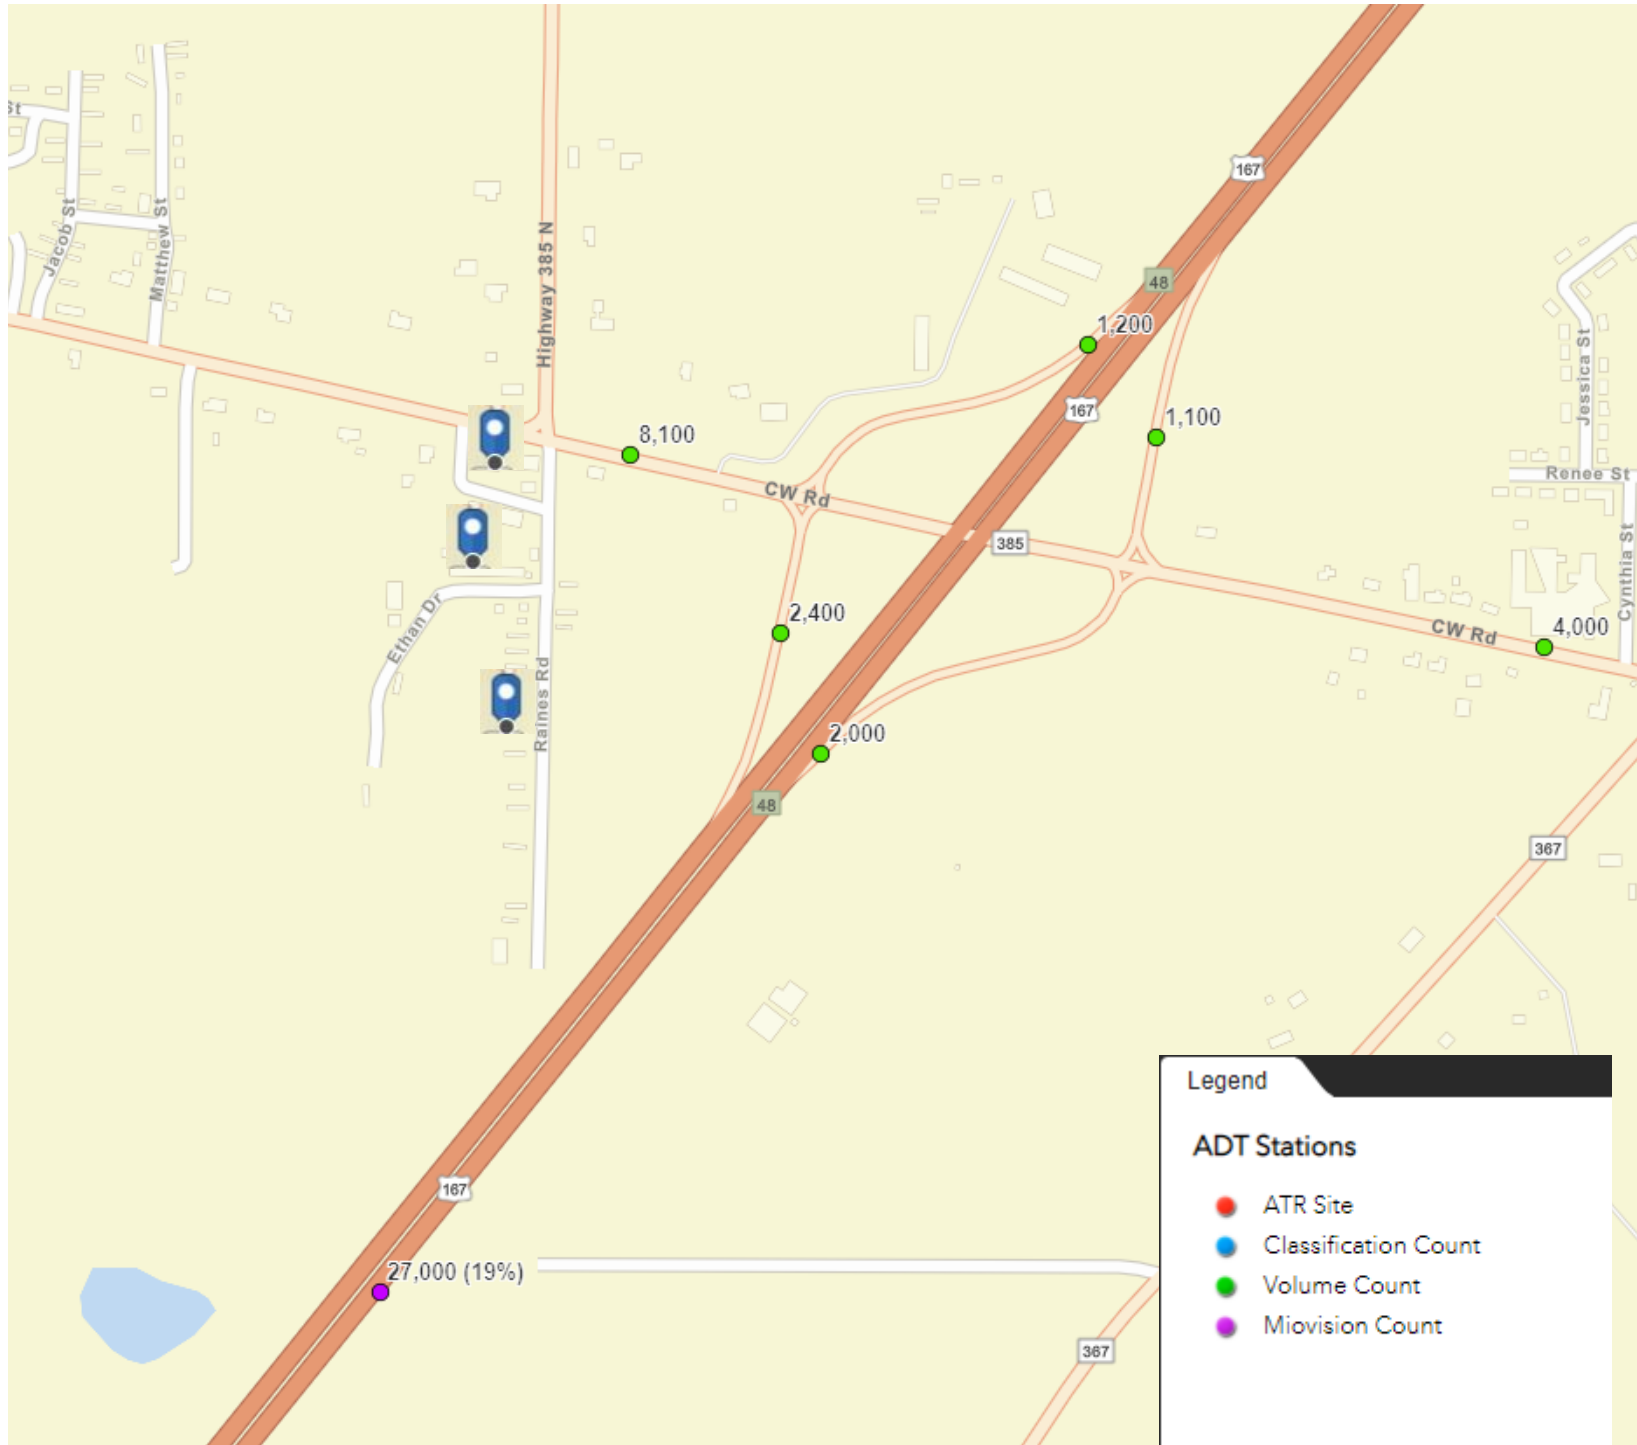 St
Jacob St
Matthew St
Highway 385 N
167
48
1,200
167
1,100
8,100
CW Rd
385
Jessica St
Renee St
Cynthia St
2,400
Ethan Dr
Raines Rd
CW Rd
4,000
2,000
48
367
167
27,000 (19%)
367
Legend
ADT Stations
ATR Site
Classification Count
Volume Count
Miovision Count